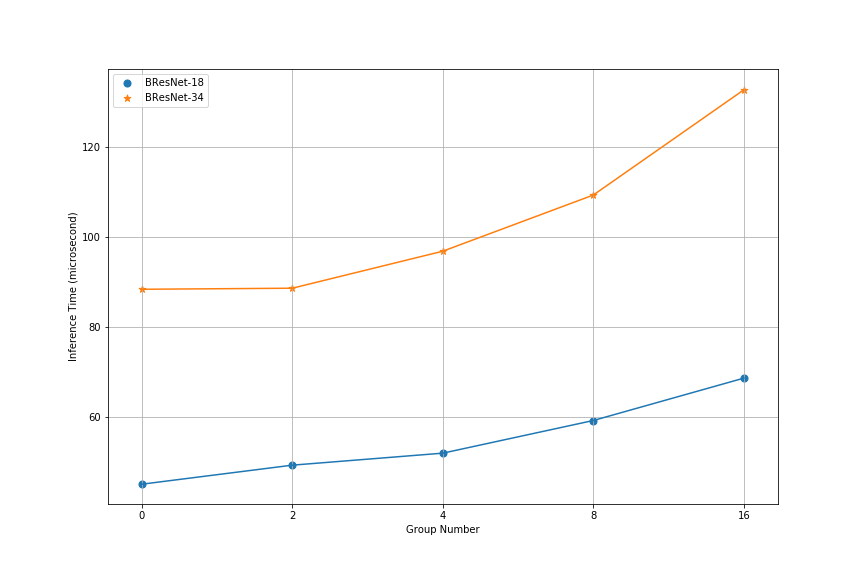 BResNet-18
BResNet-34
120
100
80
60
Inference Time (microsecond)
0 2 4 8 16
Group Number